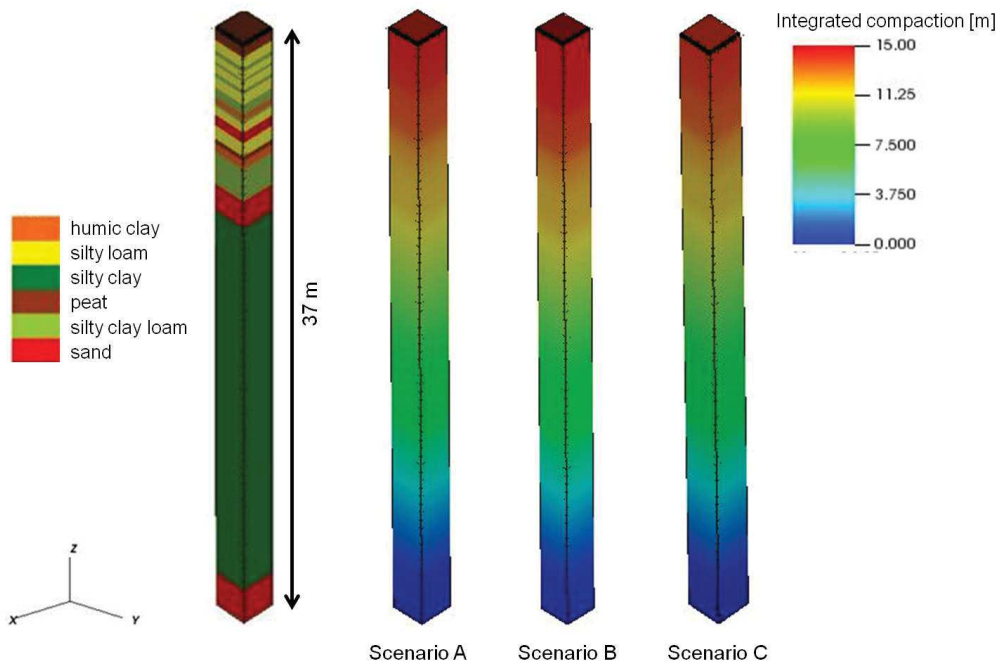 Integrated compaction [m]
15.00
11.25
7.500
3.750
0.000
humic clay
silty loam
silty clay
peat
silty clay loam
sand
37 m
Z
X
Y
Scenario A
Scenario B
Scenario C